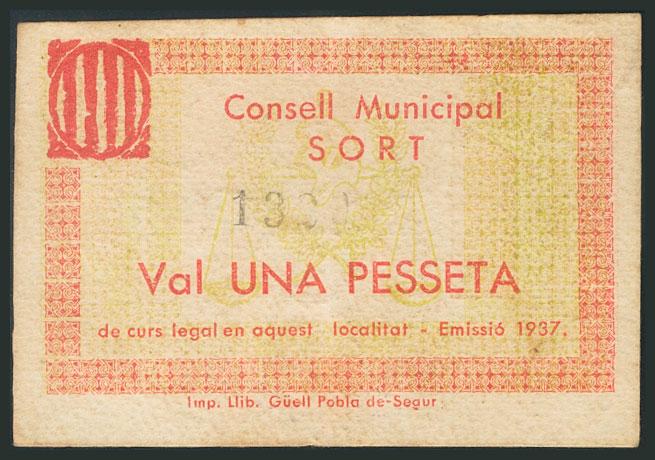 Consell Municipal
SORT
Val UNA PESSETA
de curs legal en aquest localitat - Emissió 1937.
Imp. Llib. Güell Pobla de-Segur